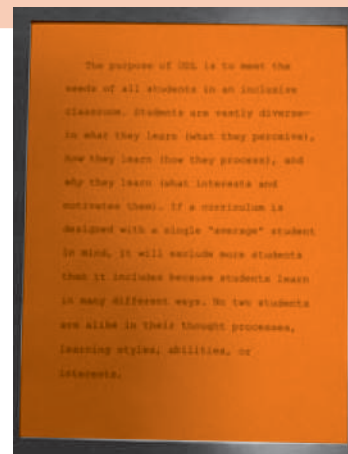 The purpose of UDL is to meet the
needs of all students in an inclusive
classroom. Students are vastly diverse—
in what they learn (what they perceive),
how they learn (how they process), and
why they learn (what interests and
motivates them). If a curriculum is
designed with a single "average" student
in mind, it will exclude more students
than it includes because students learn
in many different ways. No two students
are alike in their thought processes,
learning styles, abilities, or
interests.